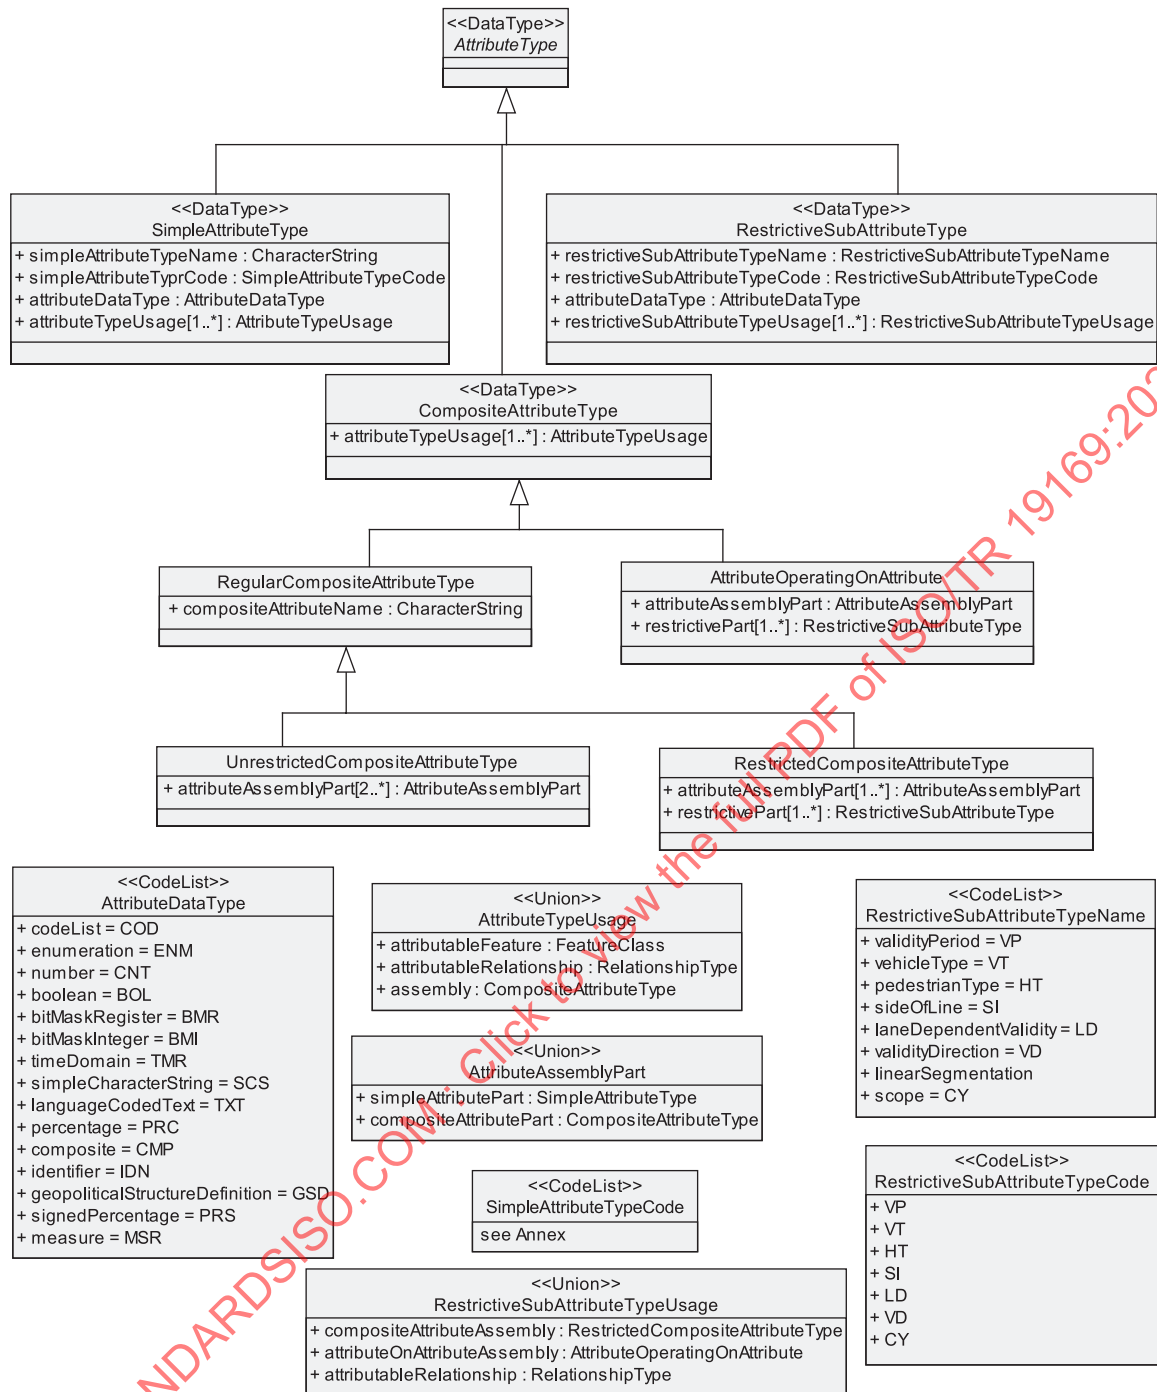 <<DataType>>
AttributeType
<<DataType>>
SimpleAttributeType
+ simpleAttributeTypeName : CharacterString
+ simpleAttributeTyprCode : SimpleAttributeTypeCode
+ attributeDataType : AttributeDataType
+ attributeTypeUsage[1..*] : AttributeTypeUsage
<<DataType>>
RestrictiveSubAttributeType
+ restrictiveSubAttributeTypeName : RestrictiveSubAttributeTypeName
+ restrictiveSubAttributeTypeCode : RestrictiveSubAttributeTypeCode
+ attributeDataType : AttributeDataType
+ restrictiveSubAttributeTypeUsage[1..*] : RestrictiveSubAttributeTypeUsage
<<DataType>>
CompositeAttributeType
+ attributeTypeUsage[1..*] : AttributeTypeUsage
RegularCompositeAttributeType
+ compositeAttributeName : CharacterString
AttributeOperatingOnAttribute
+ attributeAssemblyPart : AttributeAssemblyPart
+ restrictivePart[1..*] : RestrictiveSubAttributeType
UnrestrictedCompositeAttributeType
+ attributeAssemblyPart[2..*] : AttributeAssemblyPart
RestrictedCompositeAttributeType
+ attributeAssemblyPart[1..*] : AttributeAssemblyPart
+ restrictivePart[1..*] : RestrictiveSubAttributeType
<<CodeList>>
AttributeDataType
+ codeList = COD
+ enumeration = ENM
+ number = CNT
+ boolean = BOL
+ bitMaskRegister = BMR
+ bitMaskInteger = BMI
+ timeDomain = TMR
+ simpleCharacterString = SCS
+ languageCodedText = TXT
+ percentage = PRC
+ composite = CMP
+ identifier = IDN
+ geopoliticalStructureDefinition = GSD
+ signedPercentage = PRS
+ measure = MSR
<<Union>>
AttributeTypeUsage
+ attributableFeature : FeatureClass
+ attributableRelationship : RelationshipType
+ assembly : CompositeAttributeType
<<Union>>
AttributeAssemblyPart
+ simpleAttributePart : SimpleAttributeType
+ compositeAttributePart : CompositeAttributeType
<<CodeList>>
SimpleAttributeTypeCode
see Annex
<<Union>>
RestrictiveSubAttributeTypeUsage
+ compositeAttributeAssembly : RestrictedCompositeAttributeType
+ attributeOnAttributeAssembly : AttributeOperatingOnAttribute
+ attributableRelationship : RelationshipType
<<CodeList>>
RestrictiveSubAttributeTypeName
+ validityPeriod = VP
+ vehicleType = VT
+ pedestrianType = HT
+ sideOfLine = SI
+ laneDependentValidity = LD
+ validityDirection = VD
+ linearSegmentation
+ scope = CY
<<CodeList>>
RestrictiveSubAttributeTypeCode
+ VP
+ VT
+ HT
+ SI
+ LD
+ VD
+ CY
NDARDSISO.COM : Click to view the full PDF of ISO/TR 19169:202